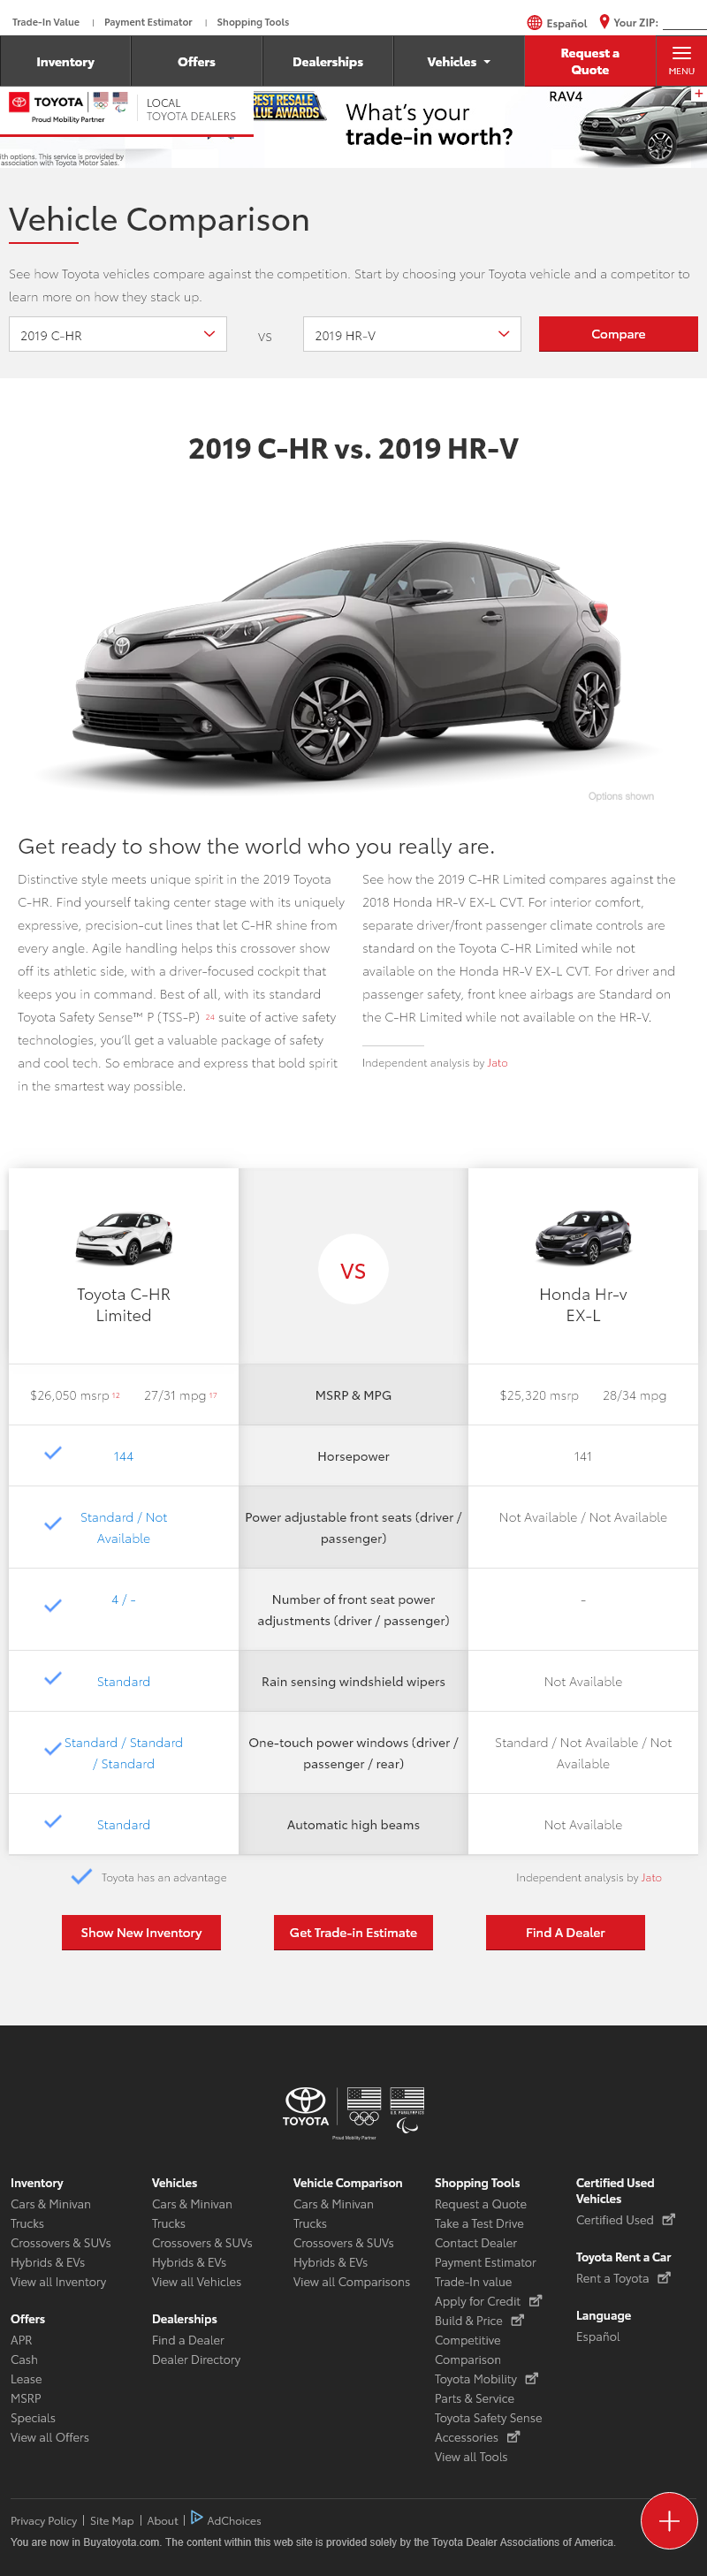 Trade-In Value | Payment Estimator | Shopping Tools
Español Your ZIP:
Inventory Offers Dealerships Vehicles Request a Quote MENU
TOYOTA
Proud Mobility Partner
LOCAL
TOYOTA DEALERS
BEST RESALE
VALUE AWARDS
What's your
trade-in worth?
RAV4
with options. This service is provided by
association with Toyota Motor Sales.
Vehicle Comparison
See how Toyota vehicles compare against the competition. Start by choosing your Toyota vehicle and a competitor to
learn more on how they stack up.
2019 C-HR VS 2019 HR-V Compare
2019 C-HR vs. 2019 HR-V
Options shown
Get ready to show the world who you really are.
Distinctive style meets unique spirit in the 2019 Toyota
C-HR. Find yourself taking center stage with its uniquely
expressive, precision-cut lines that let C-HR shine from
every angle. Agile handling helps this crossover show
off its athletic side, with a driver-focused cockpit that
keeps you in command. Best of all, with its standard
Toyota Safety Sense™ P (TSS-P) 24 suite of active safety
technologies, you'll get a valuable package of safety
and cool tech. So embrace and express that bold spirit
in the smartest way possible.
See how the 2019 C-HR Limited compares against the
2018 Honda HR-V EX-L CVT. For interior comfort,
separate driver/front passenger climate controls are
standard on the Toyota C-HR Limited while not
available on the Honda HR-V EX-L CVT. For driver and
passenger safety, front knee airbags are Standard on
the C-HR Limited while not available on the HR-V.
Independent analysis by Jato
Toyota C-HR
Limited
VS
Honda Hr-v
EX-L
$26,050 msrp 12 27/31 mpg 17 MSRP & MPG $25,320 msrp 28/34 mpg
144 Horsepower 141
Standard / Not
Available
Power adjustable front seats (driver /
passenger)
Not Available / Not Available
4 / -
Number of front seat power
adjustments (driver / passenger)
-
Standard Rain sensing windshield wipers Not Available
Standard / Standard
/ Standard
One-touch power windows (driver /
passenger / rear)
Standard / Not Available / Not
Available
Standard Automatic high beams Not Available
Toyota has an advantage Independent analysis by Jato
Show New Inventory Get Trade-in Estimate Find A Dealer
TOYOTA
U.S. PARALYMPICS
Proud Mobility Partner
Inventory
Cars & Minivan
Trucks
Crossovers & SUVs
Hybrids & EVs
View all Inventory
Offers
APR
Cash
Lease
MSRP
Specials
View all Offers
Vehicles
Cars & Minivan
Trucks
Crossovers & SUVs
Hybrids & EVs
View all Vehicles
Dealerships
Find a Dealer
Dealer Directory
Vehicle Comparison
Cars & Minivan
Trucks
Crossovers & SUVs
Hybrids & EVs
View all Comparisons
Shopping Tools
Request a Quote
Take a Test Drive
Contact Dealer
Payment Estimator
Trade-In value
Apply for Credit
Build & Price
Competitive
Comparison
Toyota Mobility
Parts & Service
Toyota Safety Sense
Accessories
View all Tools
Certified Used
Vehicles
Certified Used
Toyota Rent a Car
Rent a Toyota
Language
Español
Privacy Policy | Site Map | About | AdChoices
You are now in Buyatoyota.com. The content within this web site is provided solely by the Toyota Dealer Associations of America.